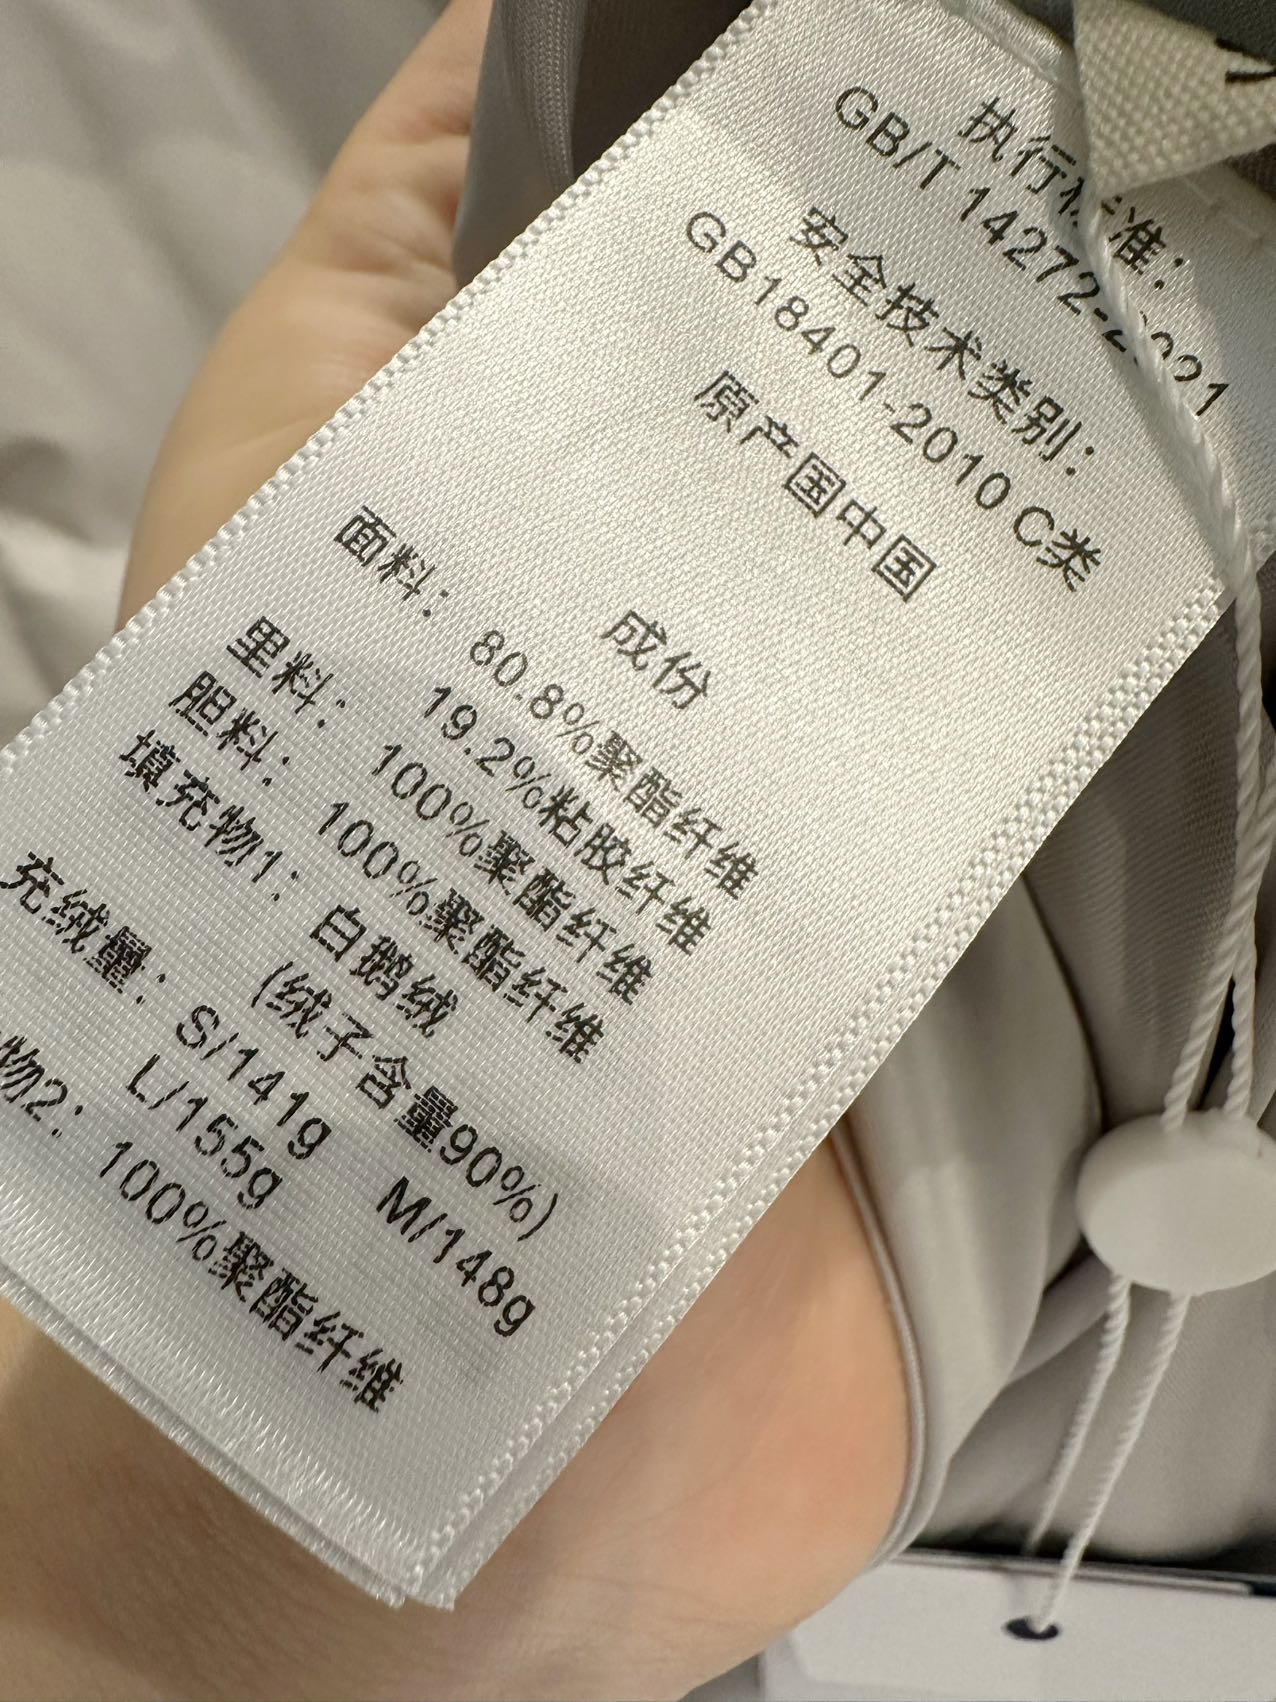 执行标准：
GB/T 14272-2021
安全技术类别：
GB18401-2010 C类
原产国中国
成份
面料： 80.8%聚酯纤维
19.2%粘胶纤维
里料： 100%聚酯纤维
胆料： 100%聚酯纤维
填充物1： 白鹅绒
(绒子含量90%)
充绒量： S/141g M/148g
L/155g
物2： 100%聚酯纤维